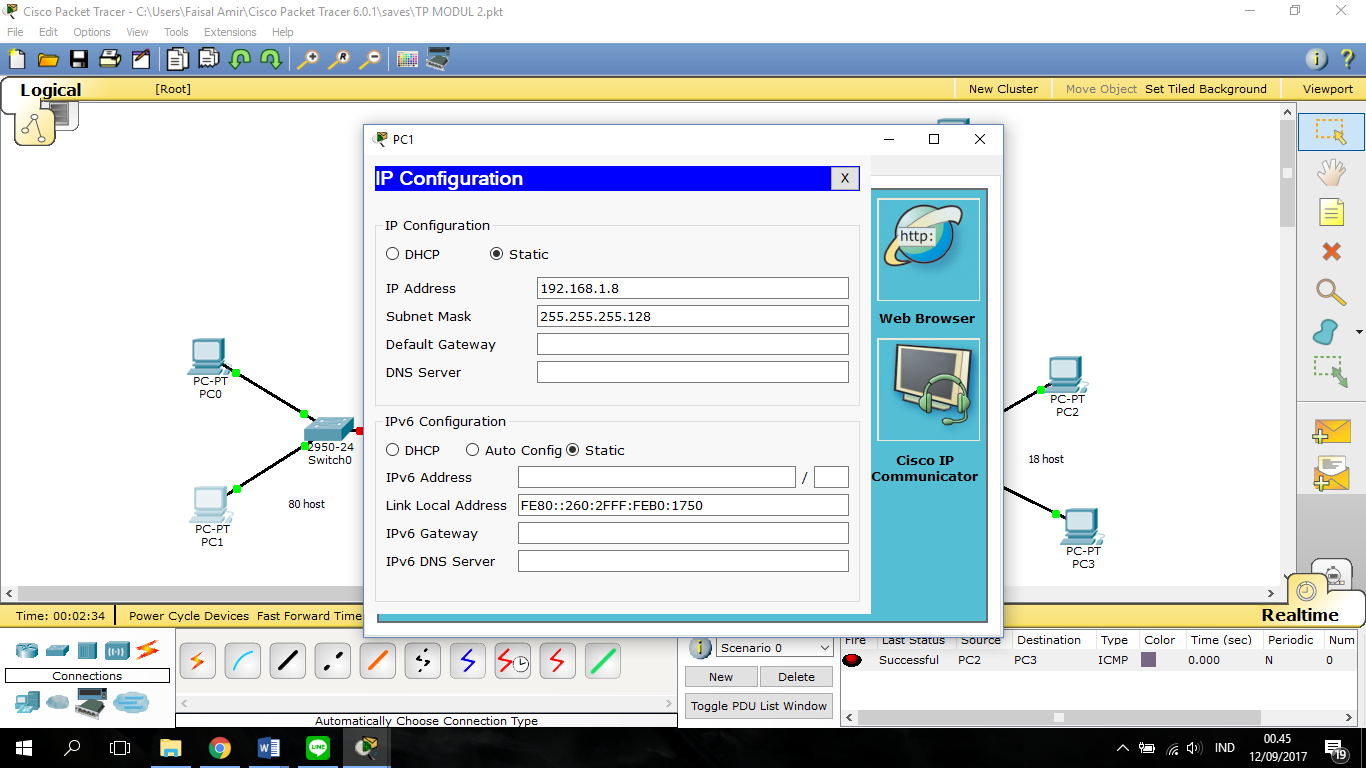 Cisco Packet Tracer - C:\Users\Faisal Amir\Cisco Packet Tracer 6.0.1\saves\TP MODUL 2.pkt
File Edit Options View Tools Extensions Help
Logical [Root] New Cluster Move Object Set Tiled Background Viewport
PC1
IP Configuration X
IP Configuration
DHCP Static
IP Address 192.168.1.8
Subnet Mask 255.255.255.128
Default Gateway
DNS Server
IPv6 Configuration
DHCP Auto Config Static
IPv6 Address /
Link Local Address FE80::260:2FFF:FEB0:1750
IPv6 Gateway
IPv6 DNS Server
http:
Web Browser
Cisco IP
Communicator
PC-PT
PC0
2950-24
Switch0
PC-PT
PC1
80 host
PC-PT
PC2
18 host
PC-PT
PC3
Time: 00:02:34 Power Cycle Devices Fast Forward Time
Realtime
Connections
Automatically Choose Connection Type
Scenario 0
New Delete
Toggle PDU List Window
Fire Last Status Source Destination Type Color Time (sec) Periodic Num
Successful PC2 PC3 ICMP 0.000 N 0
IND
00.45
12/09/2017
19